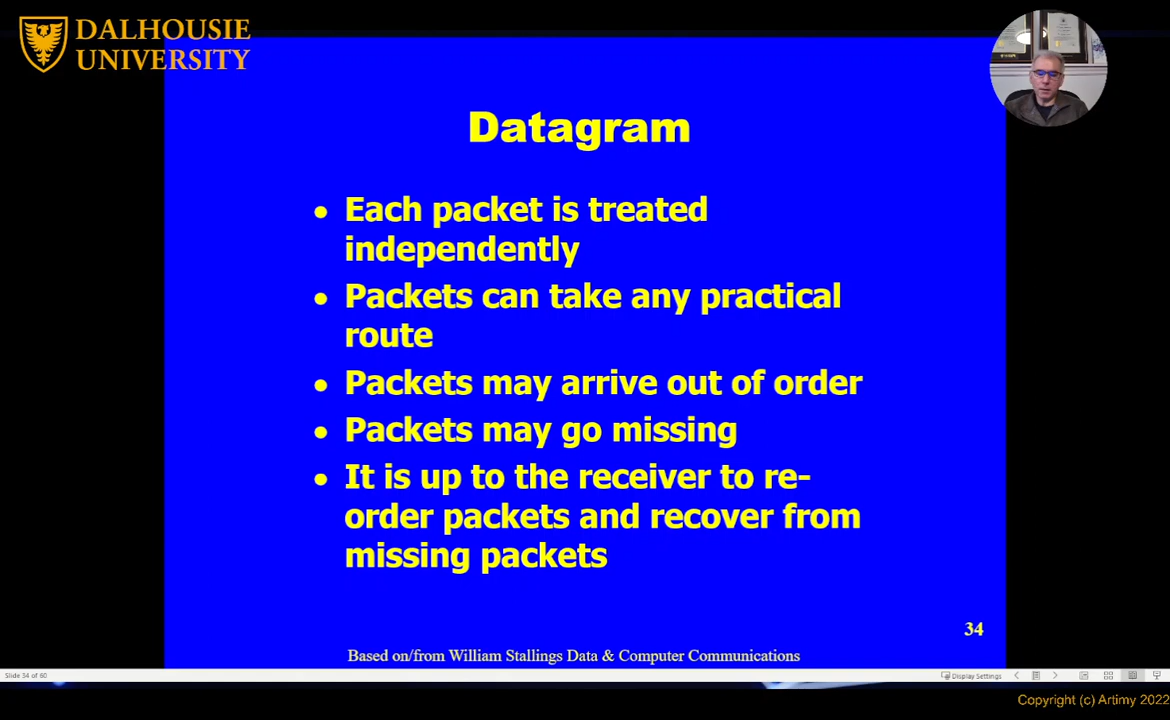 DALHOUSIE
UNIVERSITY
Datagram
• Each packet is treated
independently
• Packets can take any practical
route
• Packets may arrive out of order
• Packets may go missing
• It is up to the receiver to re-
order packets and recover from
missing packets
34
Based on/from William Stallings Data & Computer Communications
Slide 34 of 60
Display Settings
Copyright (c) Artimy 2022